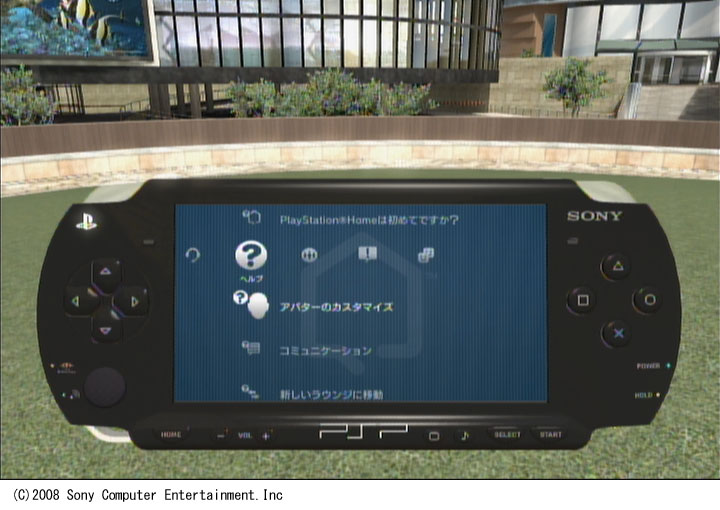 PlayStation®Homeは初めてですか?
ヘルプ
アバターのカスタマイズ
コミュニケーション
新しいラウンジに移動
SONY
POWER
HOLD
HOME
VOL
PSP
SELECT
START
(C)2008 Sony Computer Entertainment.Inc